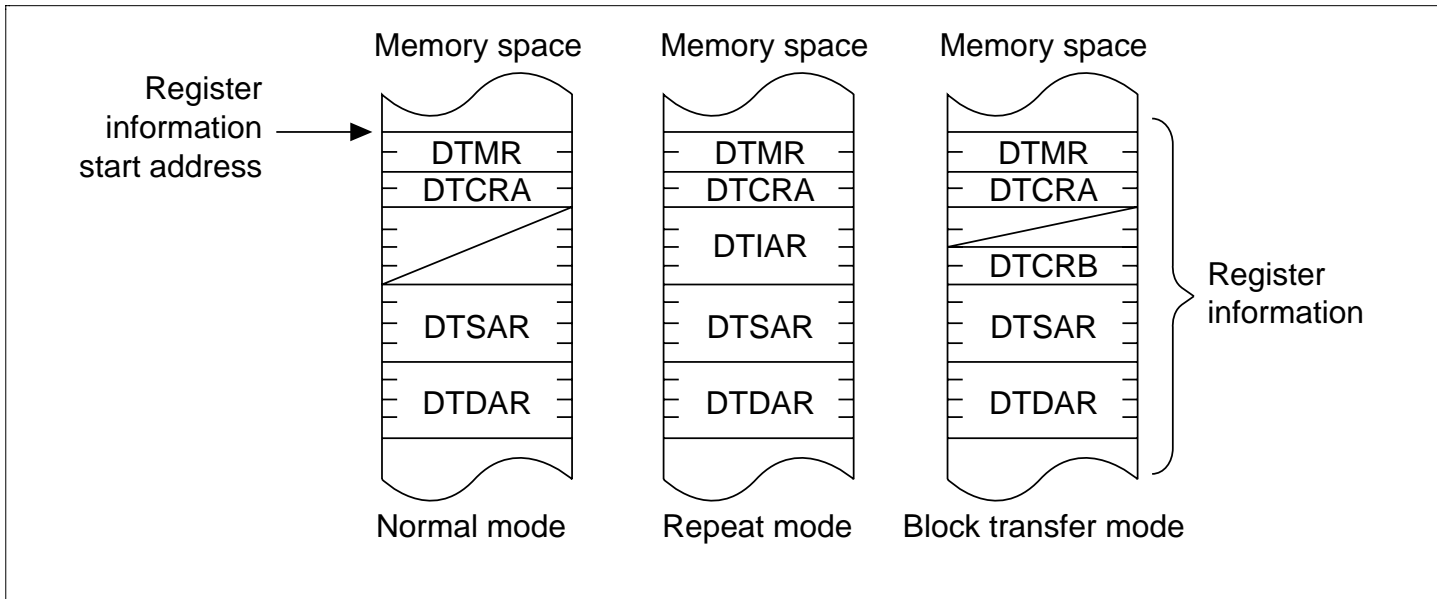 Memory space
Memory space
Memory space
Register
information
start address
DTMR
DTCRA
DTSAR
DTDAR
Normal mode
DTMR
DTCRA
DTIAR
DTSAR
DTDAR
Repeat mode
DTMR
DTCRA
DTCRB
DTSAR
DTDAR
Block transfer mode
Register
information